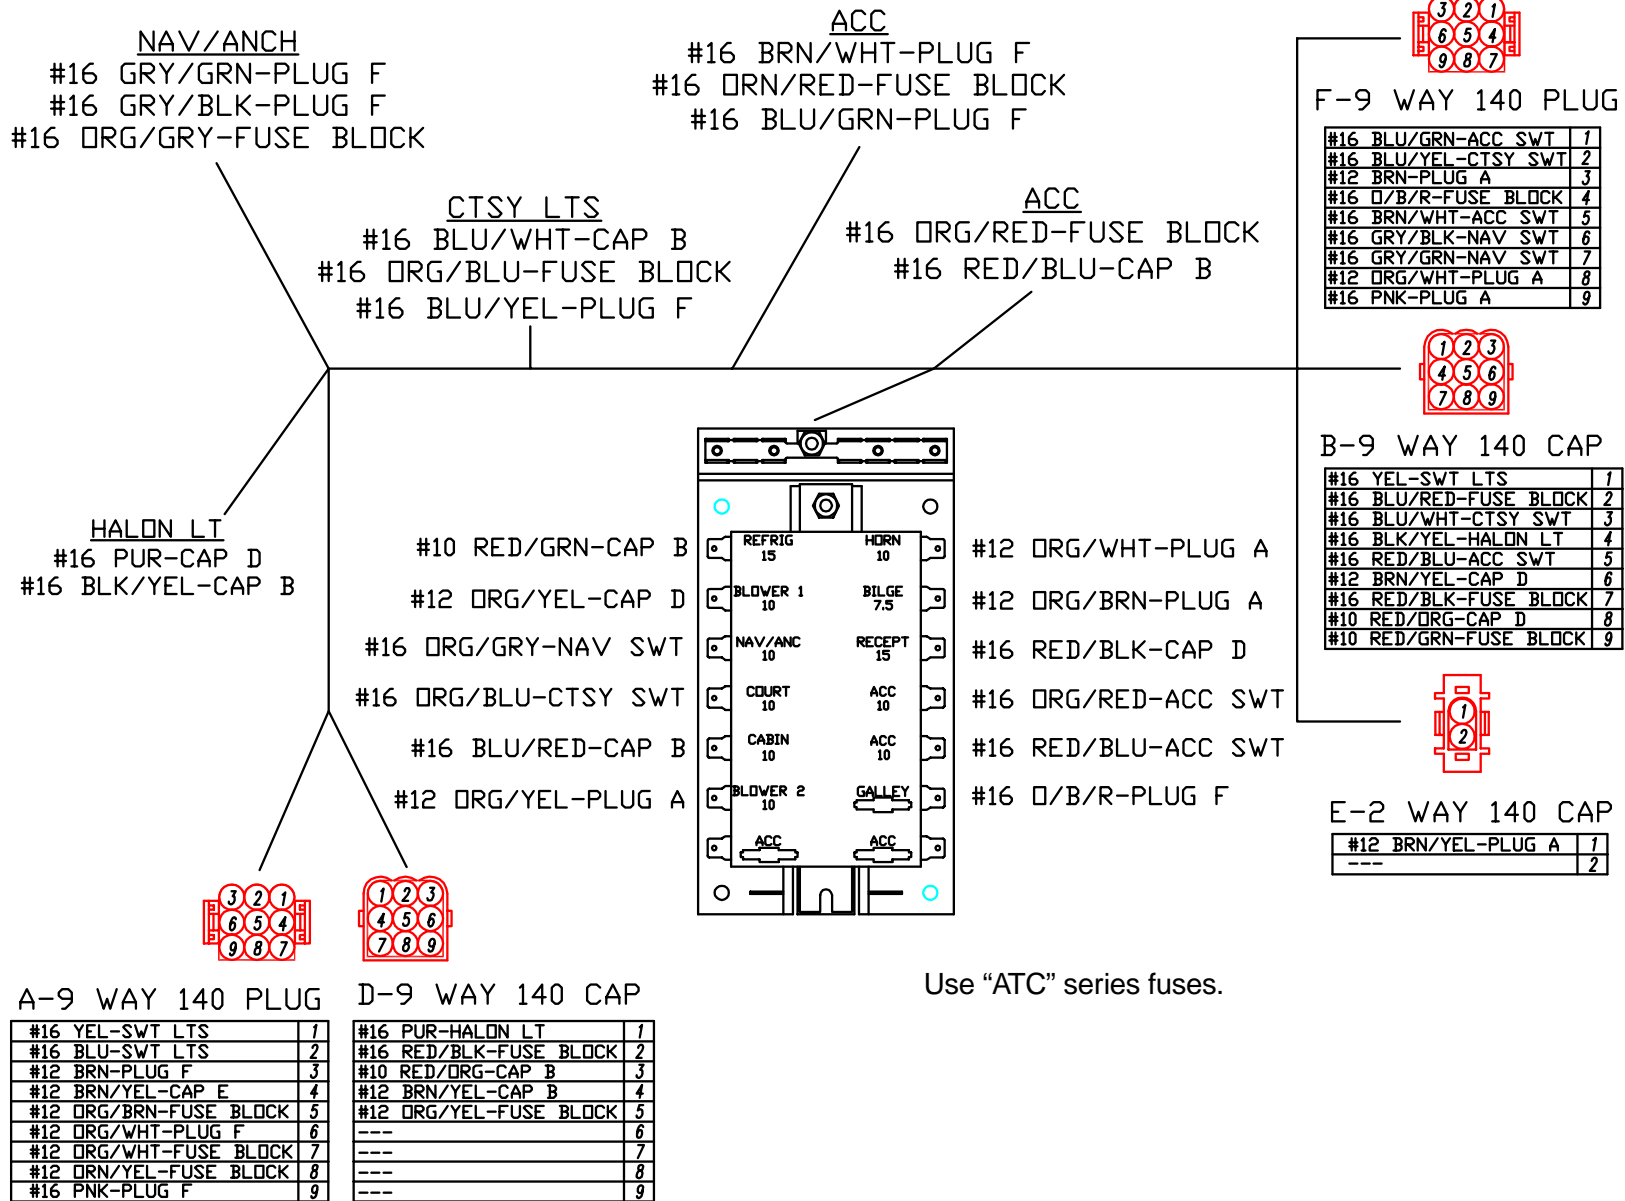 NAV/ANCH
#16 GRY/GRN-PLUG F
#16 GRY/BLK-PLUG F
#16 ORG/GRY-FUSE BLOCK
CTSY LTS
#16 BLU/WHT-CAP B
#16 ORG/BLU-FUSE BLOCK
#16 BLU/YEL-PLUG F
ACC
#16 BRN/WHT-PLUG F
#16 ORN/RED-FUSE BLOCK
#16 BLU/GRN-PLUG F
ACC
#16 ORG/RED-FUSE BLOCK
#16 RED/BLU-CAP B
3 2 1
6 5 4
9 8 7
F-9 WAY 140 PLUG
#16 BLU/GRN-ACC SWT 1
#16 BLU/YEL-CTSY SWT 2
#12 BRN-PLUG A 3
#16 O/B/R-FUSE BLOCK 4
#16 BRN/WHT-ACC SWT 5
#16 GRY/BLK-NAV SWT 6
#16 GRY/GRN-NAV SWT 7
#12 ORG/WHT-PLUG A 8
#16 PNK-PLUG A 9
1 2 3
4 5 6
7 8 9
B-9 WAY 140 CAP
#16 YEL-SWT LTS 1
#16 BLU/RED-FUSE BLOCK 2
#16 BLU/WHT-CTSY SWT 3
#16 BLK/YEL-HALON LT 4
#16 RED/BLU-ACC SWT 5
#12 BRN/YEL-CAP D 6
#16 RED/BLK-FUSE BLOCK 7
#10 RED/ORG-CAP D 8
#10 RED/GRN-FUSE BLOCK 9
1
2
E-2 WAY 140 CAP
#12 BRN/YEL-PLUG A 1
--- 2
HALON LT
#16 PUR-CAP D
#16 BLK/YEL-CAP B
#10 RED/GRN-CAP B
#12 ORG/YEL-CAP D
#16 ORG/GRY-NAV SWT
#16 ORG/BLU-CTSY SWT
#16 BLU/RED-CAP B
#12 ORG/YEL-PLUG A
REFRIG
15
BLOWER 1
10
NAV/ANC
10
COURT
10
CABIN
10
BLOWER 2
10
ACC
HORN
10
BILGE
7.5
RECEPT
15
ACC
10
ACC
10
GALLEY
ACC
#12 ORG/WHT-PLUG A
#12 ORG/BRN-PLUG A
#16 RED/BLK-CAP D
#16 ORG/RED-ACC SWT
#16 RED/BLU-ACC SWT
#16 O/B/R-PLUG F
Use “ATC” series fuses.
3 2 1
6 5 4
9 8 7
A-9 WAY 140 PLUG
#16 YEL-SWT LTS 1
#16 BLU-SWT LTS 2
#12 BRN-PLUG F 3
#12 BRN/YEL-CAP E 4
#12 ORG/BRN-FUSE BLOCK 5
#12 ORG/WHT-PLUG F 6
#12 ORG/WHT-FUSE BLOCK 7
#12 ORN/YEL-FUSE BLOCK 8
#16 PNK-PLUG F 9
1 2 3
4 5 6
7 8 9
D-9 WAY 140 CAP
#16 PUR-HALON LT 1
#16 RED/BLK-FUSE BLOCK 2
#10 RED/ORG-CAP B 3
#12 BRN/YEL-CAP B 4
#12 ORG/YEL-FUSE BLOCK 5
--- 6
--- 7
--- 8
--- 9